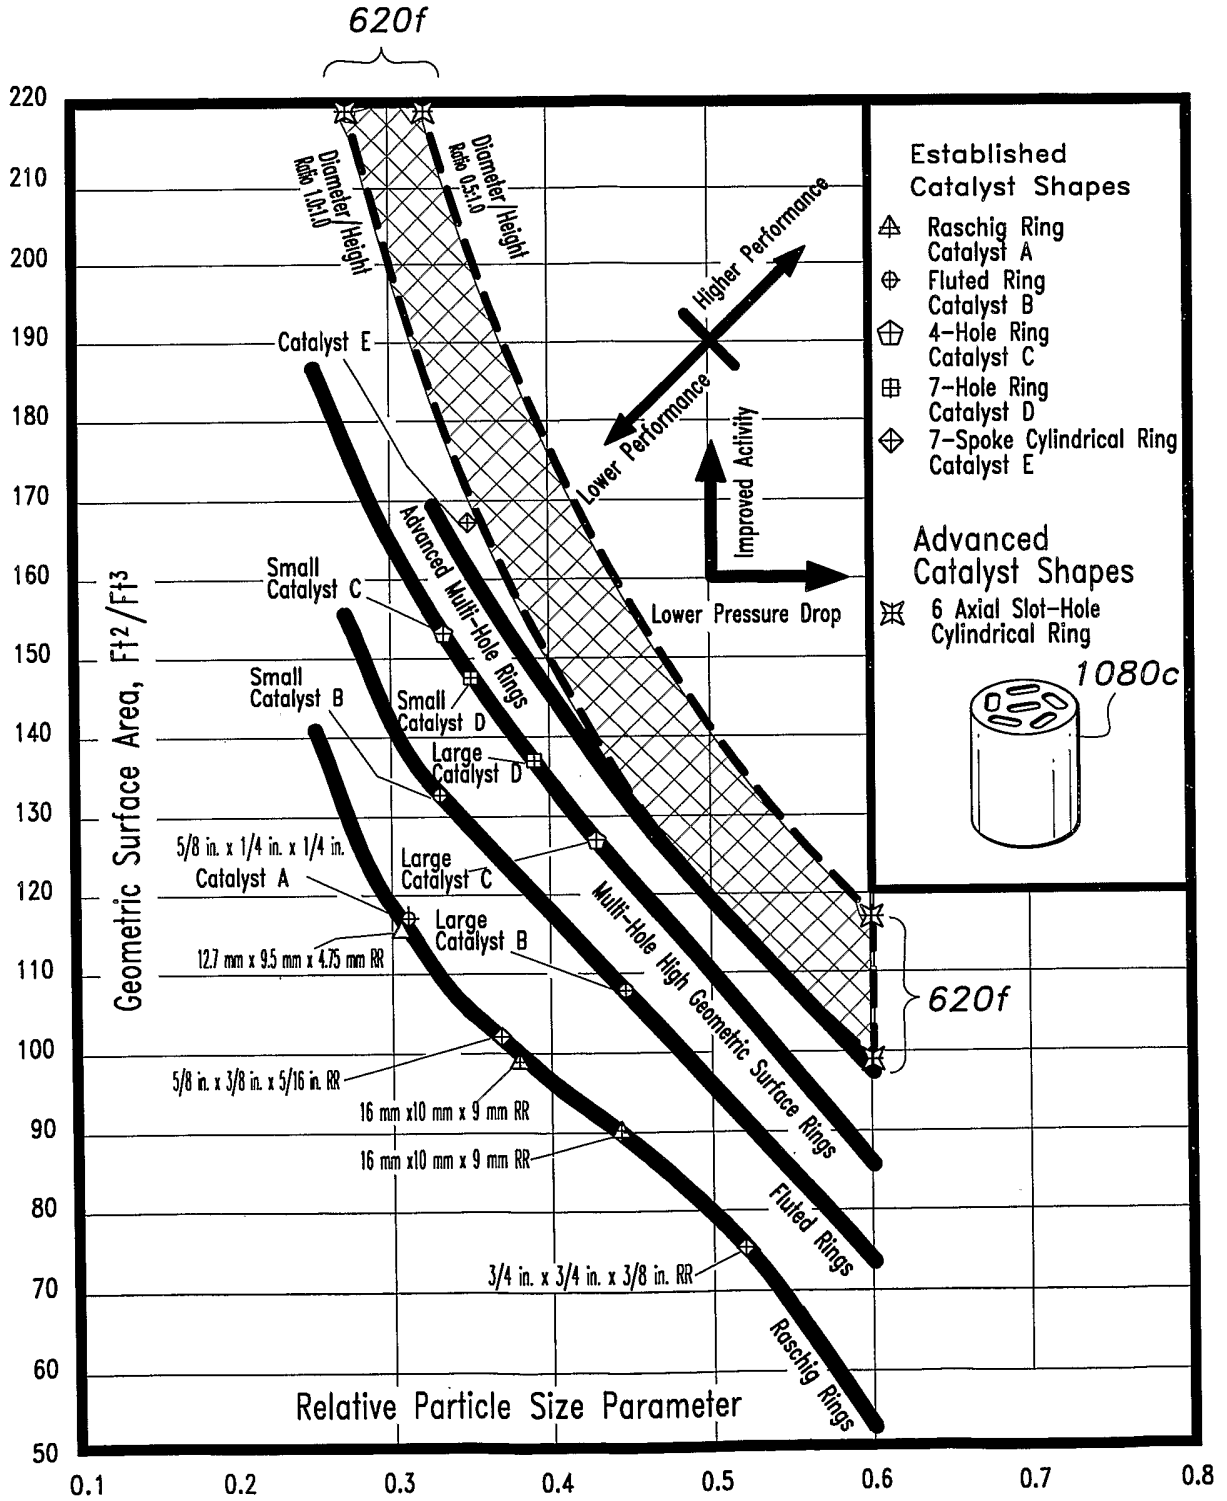 620f
220
210
200
190
180
170
160
150
140
130
120
110
100
90
80
70
60
50
Geometric Surface Area, Ft2/Ft3
Diameter/Height
Ratio 1.0:1.0
Diameter/Height
Ratio 0.5:1.0
Higher Performance
Lower Performance
Improved Activity
Lower Pressure Drop
Established
Catalyst Shapes
Raschig Ring
Catalyst A
Fluted Ring
Catalyst B
4-Hole Ring
Catalyst C
7-Hole Ring
Catalyst D
7-Spoke Cylindrical Ring
Catalyst E
Advanced
Catalyst Shapes
6 Axial Slot-Hole
Cylindrical Ring
1080c
Catalyst E
Advanced Multi-Hole Rings
Small
Catalyst C
Small
Catalyst B
Small
Catalyst D
Large
Catalyst D
5/8 in. x 1/4 in. x 1/4 in.
Catalyst A
Large
Catalyst C
Large
Catalyst B
12.7 mm x 9.5 mm x 4.75 mm RR
Multi-Hole High Geometric Surface Rings
620f
5/8 in. x 3/8 in. x 5/16 in. RR
16 mm x10 mm x 9 mm RR
16 mm x10 mm x 9 mm RR
Fluted Rings
3/4 in. x 3/4 in. x 3/8 in. RR
Raschig Rings
Relative Particle Size Parameter
0.1
0.2
0.3
0.4
0.5
0.6
0.7
0.8